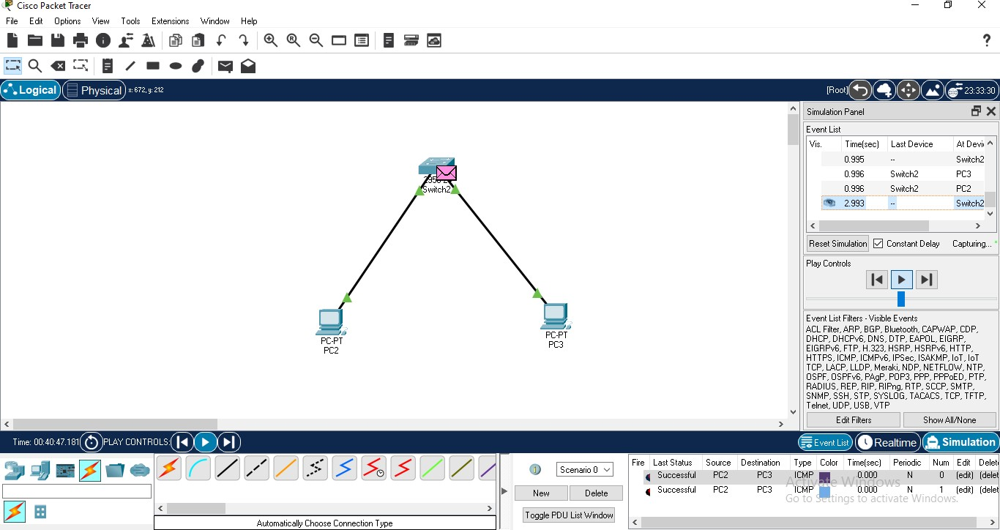 Cisco Packet Tracer
File Edit Options View Tools Extensions Window Help
Logical Physical x: 672, y: 212 [Root] 23:33:30
Simulation Panel
Event List
Vis. Time(sec) Last Device At Devi
0.995 -- Switch2
0.996 Switch2 PC3
0.996 Switch2 PC2
2.993 -- Switch2
Reset Simulation Constant Delay Capturing...
Play Controls
Switch2
PC-PT
PC2
PC-PT
PC3
Event List Filters - Visible Events
ACL Filter, ARP, BGP, Bluetooth, CAPWAP, CDP,
DHCP, DHCPv6, DNS, DTP, EAPOL, EIGRP,
EIGRPv6, FTP, H.323, HSRP, HSRPv6, HTTP,
HTTPS, ICMP, ICMPv6, IPSec, ISAKMP, IoT, IoT
TCP, LACP, LLDP, Meraki, NDP, NETFLOW, NTP,
OSPF, OSPFv6, PAgP, POP3, PPP, PPPoED, PTP,
RADIUS, REP, RIP, RIPng, RTP, SCCP, SMTP,
SNMP, SSH, STP, SYSLOG, TACACS, TCP, TFTP,
Telnet, UDP, USB, VTP
Edit Filters Show All/None
Time: 00:40:47.181 PLAY CONTROLS: Event List Realtime Simulation
Scenario 0
New Delete
Toggle PDU List Window
Automatically Choose Connection Type
Fire Last Status Source Destination Type Color Time(sec) Periodic Num Edit Delet
Successful PC2 PC3 ICMP 0.000 N 0 (edit) (delet
Successful PC2 PC3 ICMP 0.000 N 1 (edit) (delet
Activate Windows
Go to Settings to activate Windows.